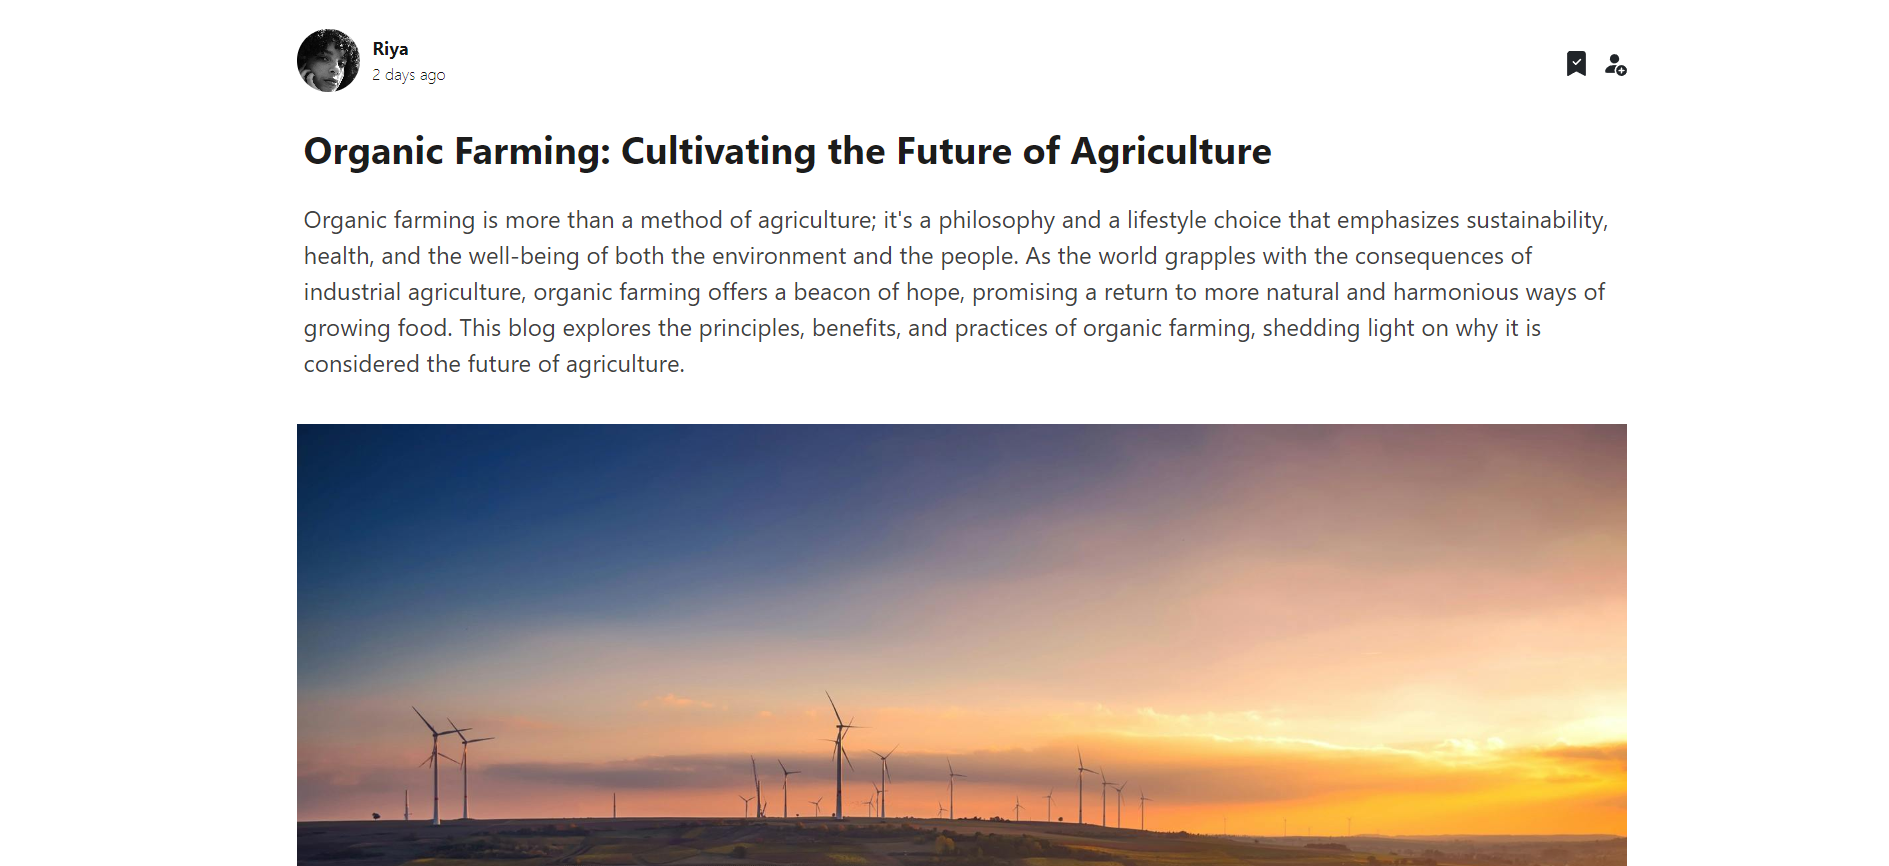 Riya
2 days ago
Organic Farming: Cultivating the Future of Agriculture
Organic farming is more than a method of agriculture; it's a philosophy and a lifestyle choice that emphasizes sustainability,
health, and the well-being of both the environment and the people. As the world grapples with the consequences of
industrial agriculture, organic farming offers a beacon of hope, promising a return to more natural and harmonious ways of
growing food. This blog explores the principles, benefits, and practices of organic farming, shedding light on why it is
considered the future of agriculture.